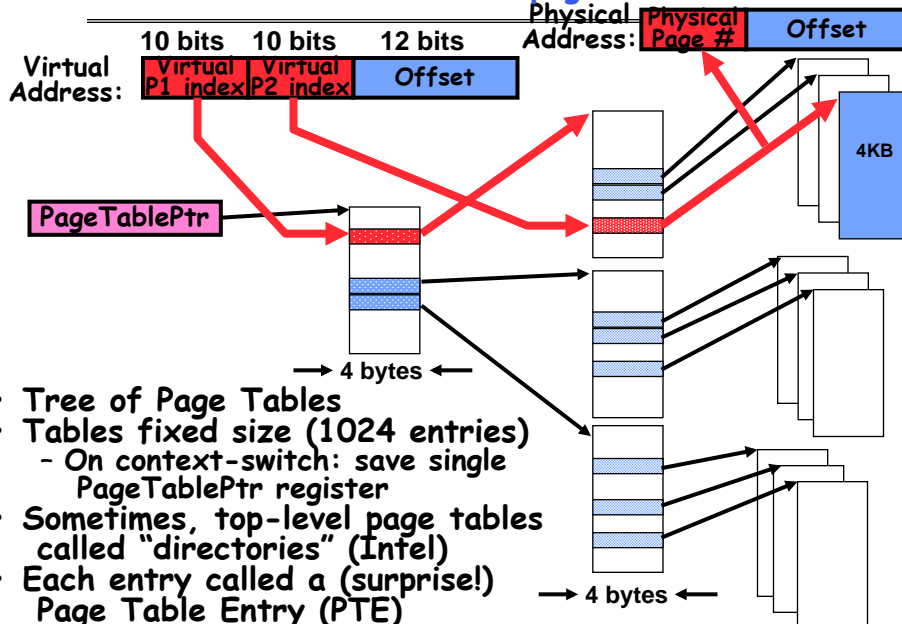 Physical Address:
Physical Page #
Offset
10 bits 10 bits 12 bits
Virtual Address:
Virtual P1 index
Virtual P2 index
Offset
4KB
PageTablePtr
4 bytes
• Tree of Page Tables
• Tables fixed size (1024 entries)
- On context-switch: save single
PageTablePtr register
• Sometimes, top-level page tables
called “directories” (Intel)
• Each entry called a (surprise!)
Page Table Entry (PTE)
4 bytes